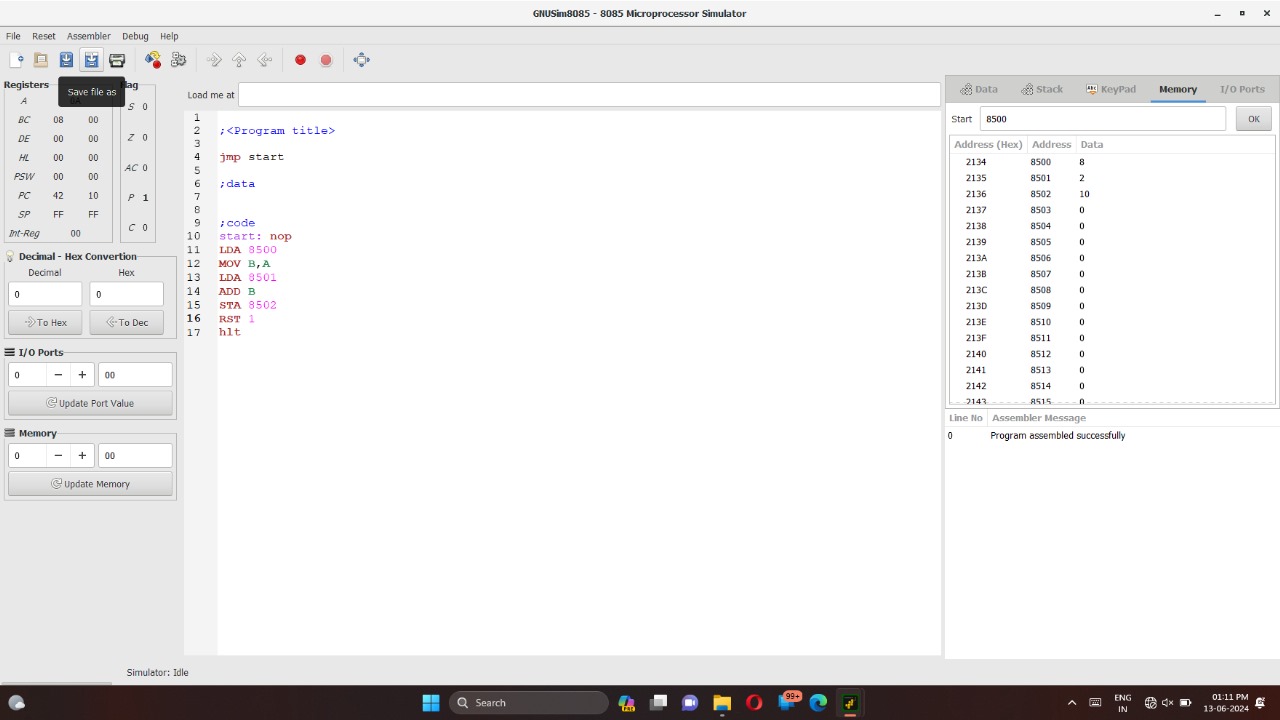 GNUSim8085 - 8085 Microprocessor Simulator
File Reset Assembler Debug Help
Save file as
Registers Flag
A 0A
BC 08 00
DE 00 00
HL 00 00
PSW 00 00
PC 42 10
SP FF FF
Int-Reg 00
S 0
Z 0
AC 0
P 1
C 0
Decimal - Hex Convertion
Decimal Hex
0 0
To Hex To Dec
I/O Ports
0 − + 00
Update Port Value
Memory
0 − + 00
Update Memory
Load me at
1
2 ;<Program title>
3
4 jmp start
5
6 ;data
7
8
9 ;code
10 start: nop
11 LDA 8500
12 MOV B,A
13 LDA 8501
14 ADD B
15 STA 8502
16 RST 1
17 hlt
Data Stack Abc KeyPad Memory I/O Ports
Start 8500 OK
Address (Hex) Address Data
2134 8500 8
2135 8501 2
2136 8502 10
2137 8503 0
2138 8504 0
2139 8505 0
213A 8506 0
213B 8507 0
213C 8508 0
213D 8509 0
213E 8510 0
213F 8511 0
2140 8512 0
2141 8513 0
2142 8514 0
2143 8515 0
Line No Assembler Message
0 Program assembled successfully
Simulator: Idle
Search
PRE
99+
ENG
IN
01:11 PM
13-06-2024